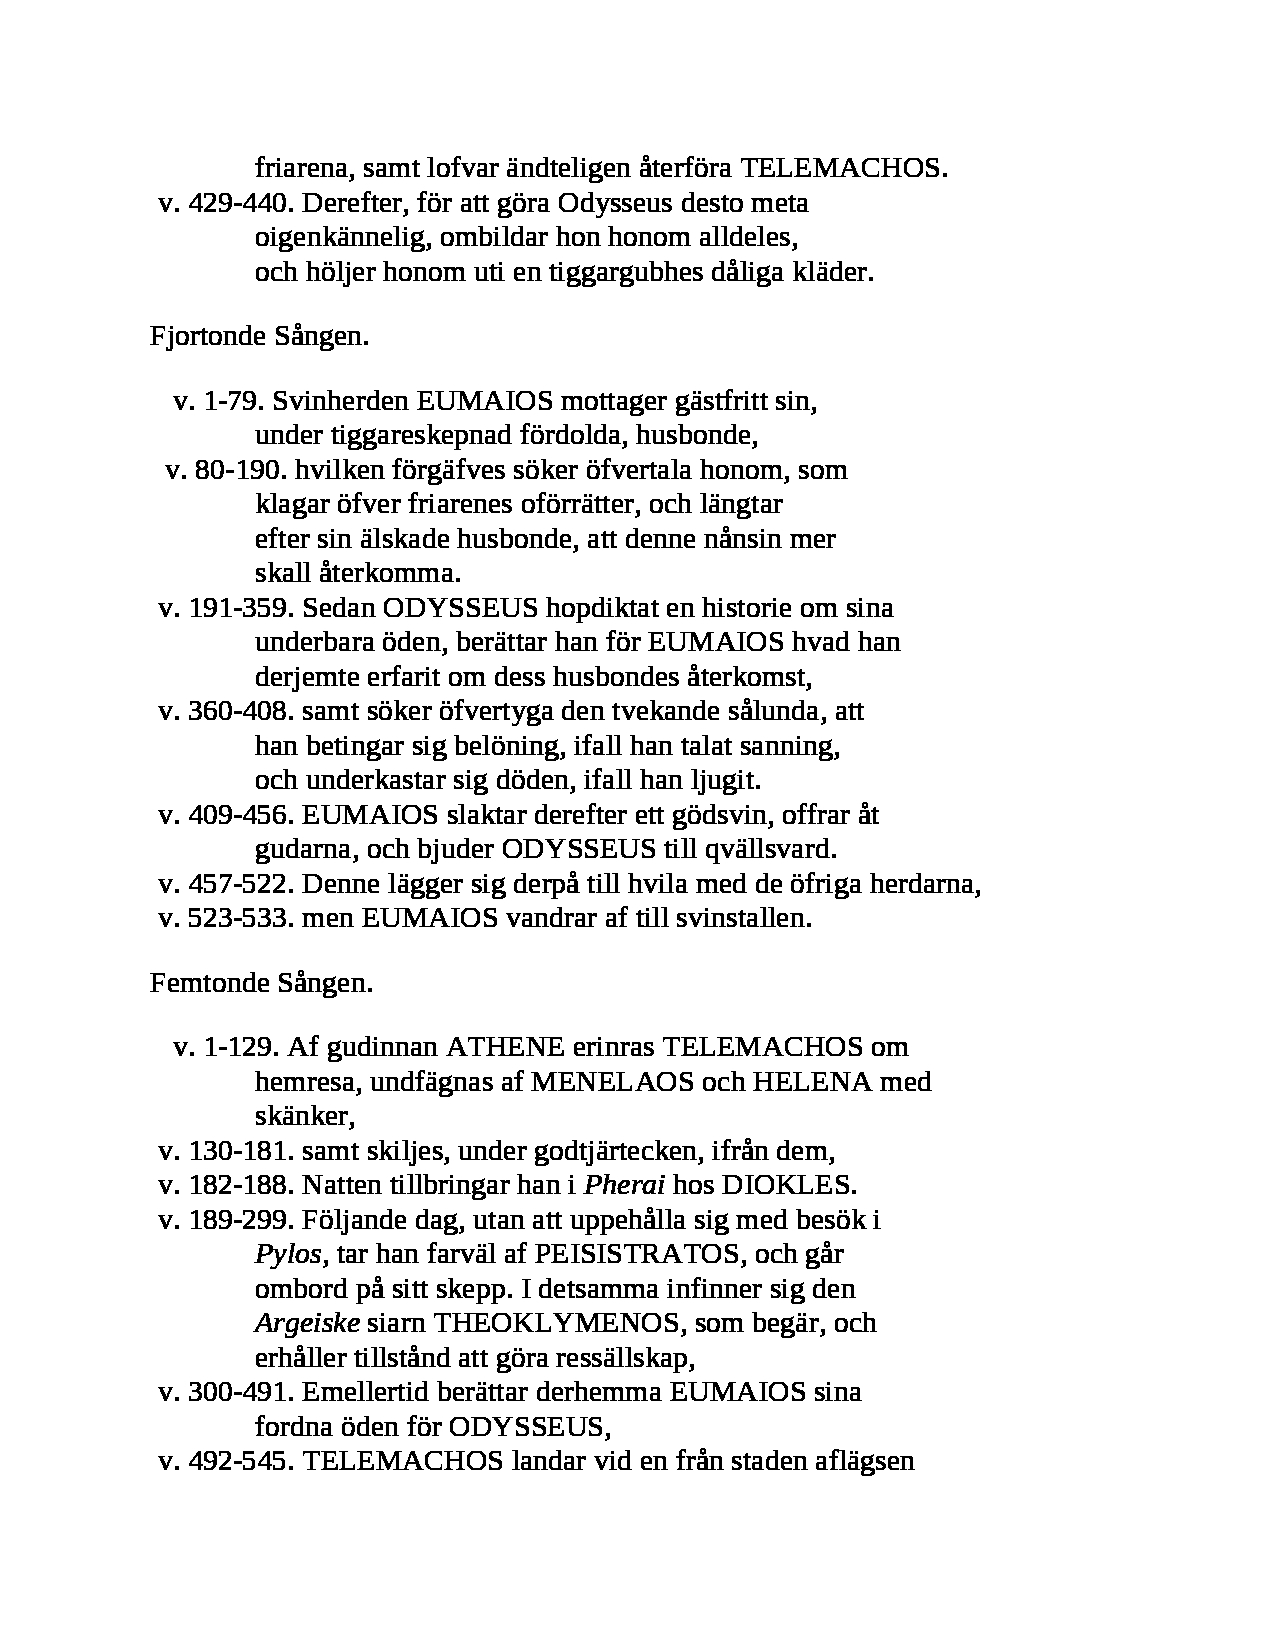 friarena, samt lofvar ändteligen återföra TELEMACHOS.
v. 429-440. Derefter, för att göra Odysseus desto meta
oigenkännelig, ombildar hon honom alldeles,
och höljer honom uti en tiggargubhes dåliga kläder.
Fjortonde Sången.
v. 1-79. Svinherden EUMAIOS mottager gästfritt sin,
under tiggareskepnad fördolda, husbonde,
v. 80-190. hvilken förgäfves söker öfvertala honom, som
klagar öfver friarenes oförrätter, och längtar
efter sin älskade husbonde, att denne nånsin mer
skall återkomma.
v. 191-359. Sedan ODYSSEUS hopdiktat en historie om sina
underbara öden, berättar han för EUMAIOS hvad han
derjemte erfarit om dess husbondes återkomst,
v. 360-408. samt söker öfvertyga den tvekande sålunda, att
han betingar sig belöning, ifall han talat sanning,
och underkastar sig döden, ifall han ljugit.
v. 409-456. EUMAIOS slaktar derefter ett gödsvin, offrar åt
gudarna, och bjuder ODYSSEUS till qvällsvard.
v. 457-522. Denne lägger sig derpå till hvila med de öfriga herdarna,
v. 523-533. men EUMAIOS vandrar af till svinstallen.
Femtonde Sången.
v. 1-129. Af gudinnan ATHENE erinras TELEMACHOS om
hemresa, undfägnas af MENELAOS och HELENA med
skänker,
v. 130-181. samt skiljes, under godtjärtecken, ifrån dem,
v. 182-188. Natten tillbringar han i Pherai hos DIOKLES.
v. 189-299. Följande dag, utan att uppehålla sig med besök i
Pylos, tar han farväl af PEISISTRATOS, och går
ombord på sitt skepp. I detsamma infinner sig den
Argeiske siarn THEOKLYMENOS, som begär, och
erhåller tillstånd att göra ressällskap,
v. 300-491. Emellertid berättar derhemma EUMAIOS sina
fordna öden för ODYSSEUS,
v. 492-545. TELEMACHOS landar vid en från staden aflägsen